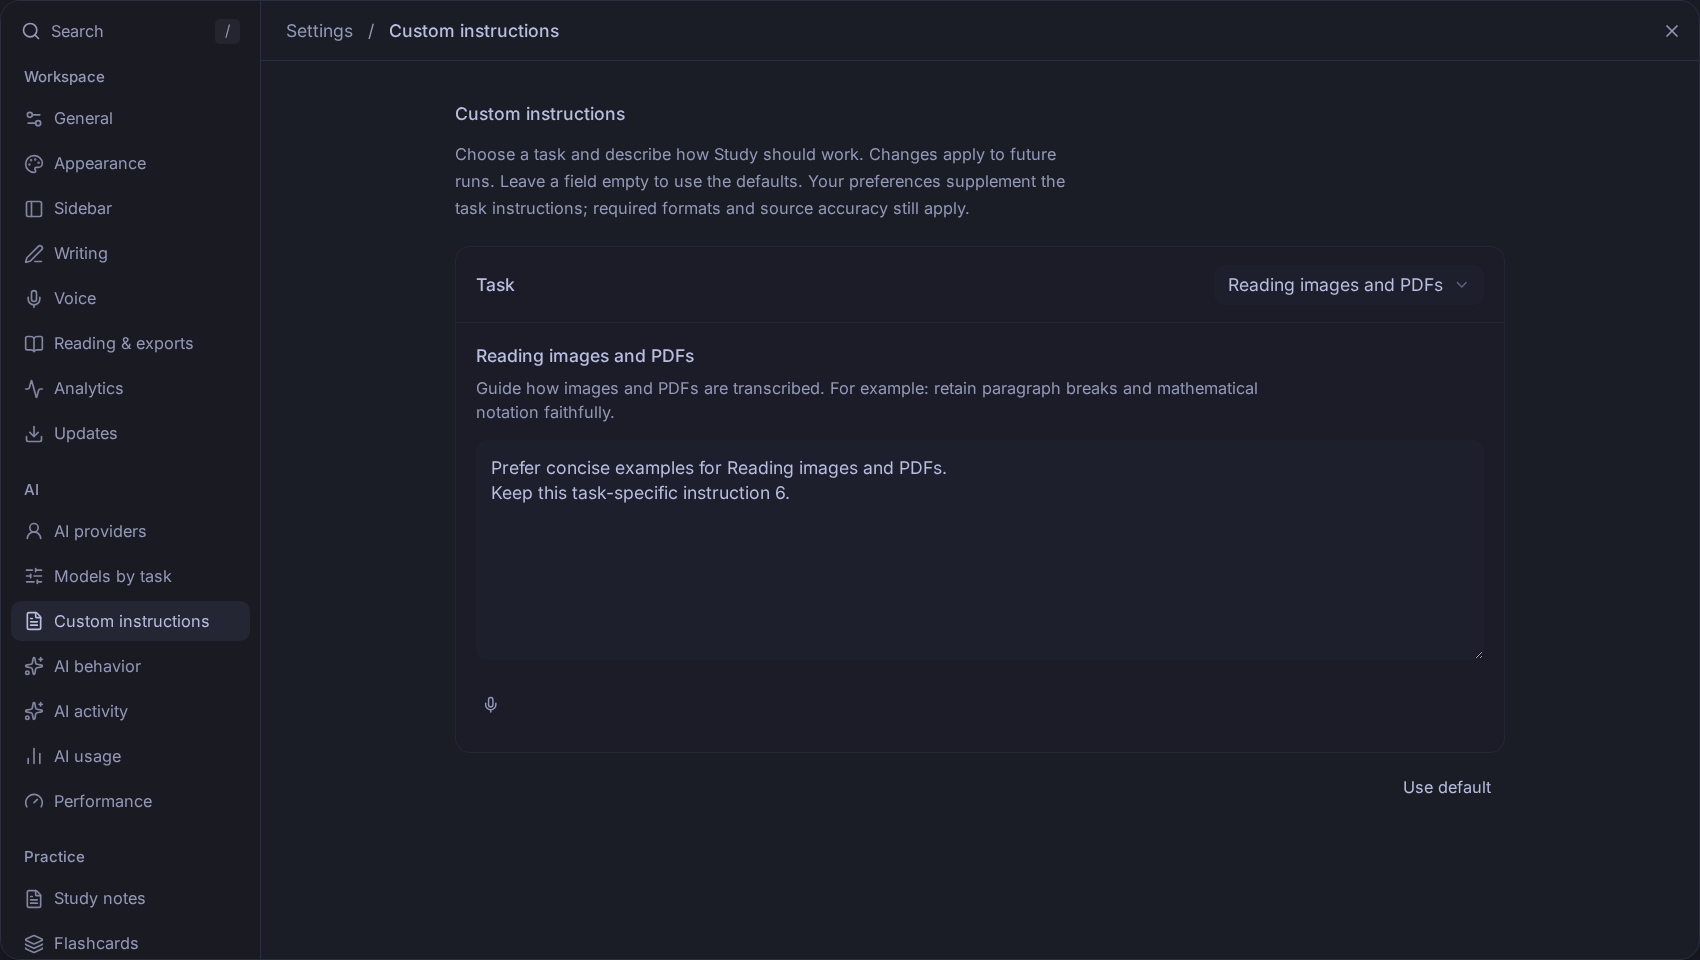 Search
/
Workspace
General
Appearance
Sidebar
Writing
Voice
Reading & exports
Analytics
Updates
AI
AI providers
Models by task
Custom instructions
AI behavior
AI activity
AI usage
Performance
Practice
Study notes
Flashcards
Settings / Custom instructions
Custom instructions
Choose a task and describe how Study should work. Changes apply to future
runs. Leave a field empty to use the defaults. Your preferences supplement the
task instructions; required formats and source accuracy still apply.
Task
Reading images and PDFs
Reading images and PDFs
Guide how images and PDFs are transcribed. For example: retain paragraph breaks and mathematical
notation faithfully.
Prefer concise examples for Reading images and PDFs.
Keep this task-specific instruction 6.
Use default